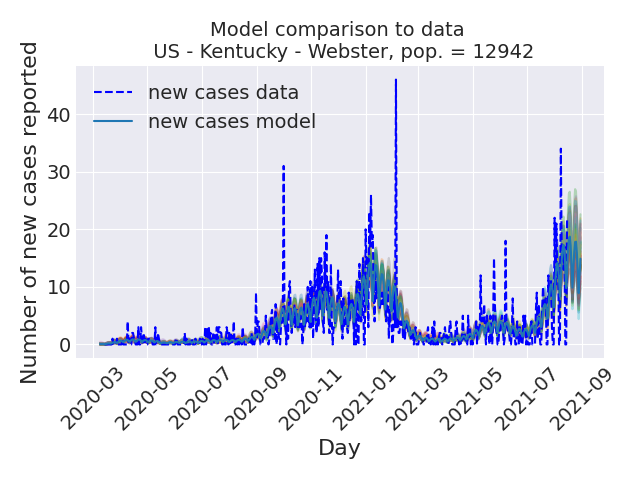 Model comparison to data
US - Kentucky - Webster, pop. = 12942
Number of new cases reported
40
30
20
10
0
new cases data
new cases model
2020-03
2020-05
2020-07
2020-09
2020-11
2021-01
2021-03
2021-05
2021-07
2021-09
Day